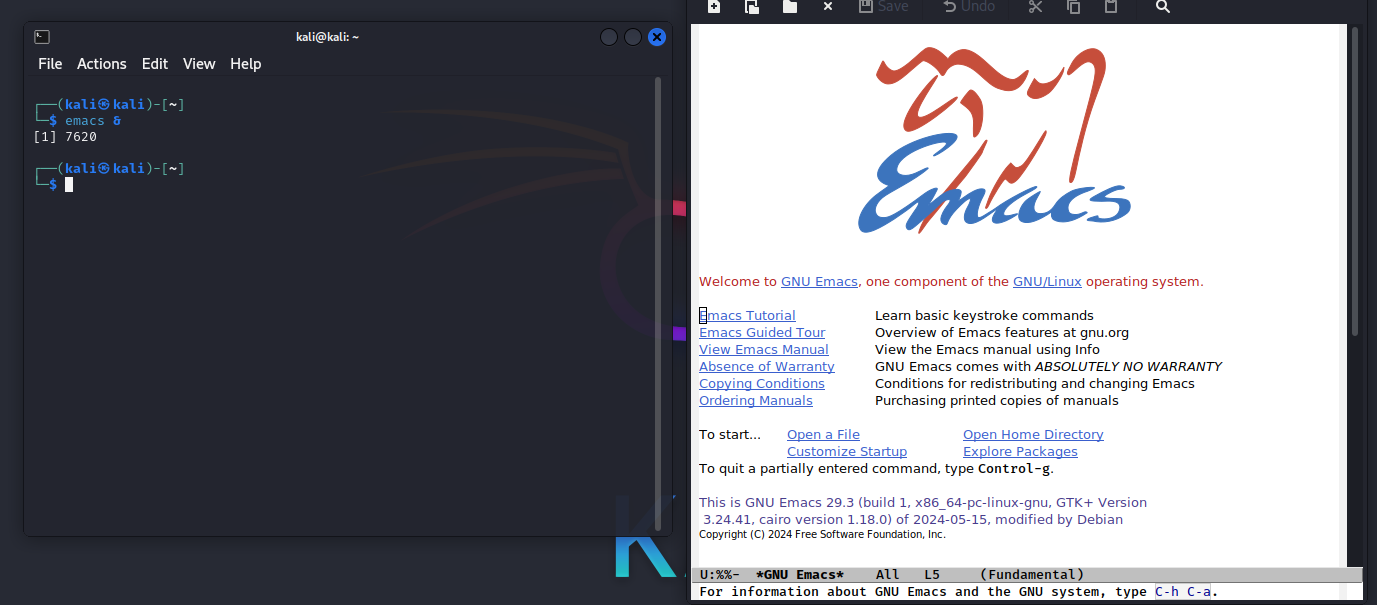 kali@kali: ~
File Actions Edit View Help
┌──(kali㉿kali)-[~]
└─$ emacs &
[1] 7620
┌──(kali㉿kali)-[~]
└─$
Save Undo
Emacs
Welcome to GNU Emacs, one component of the GNU/Linux operating system.
Emacs Tutorial Learn basic keystroke commands
Emacs Guided Tour Overview of Emacs features at gnu.org
View Emacs Manual View the Emacs manual using Info
Absence of Warranty GNU Emacs comes with ABSOLUTELY NO WARRANTY
Copying Conditions Conditions for redistributing and changing Emacs
Ordering Manuals Purchasing printed copies of manuals
To start... Open a File Open Home Directory
Customize Startup Explore Packages
To quit a partially entered command, type Control-g.
This is GNU Emacs 29.3 (build 1, x86_64-pc-linux-gnu, GTK+ Version
3.24.41, cairo version 1.18.0) of 2024-05-15, modified by Debian
Copyright (C) 2024 Free Software Foundation, Inc.
U:%%- *GNU Emacs* All L5 (Fundamental)
For information about GNU Emacs and the GNU system, type C-h C-a.
K